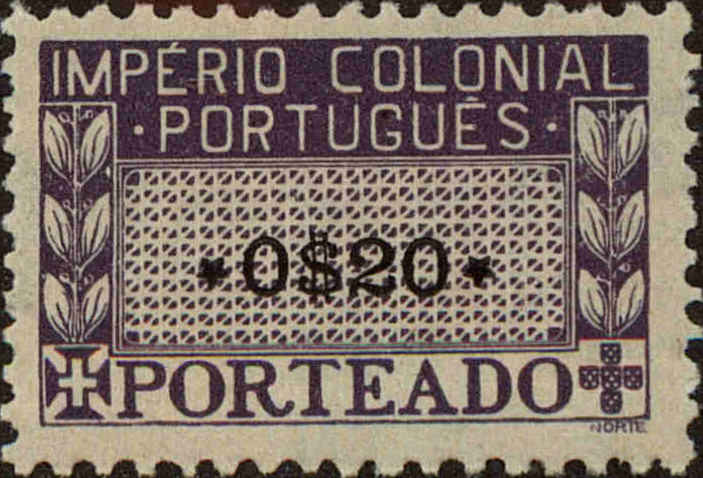 IMPÉRIO COLONIAL
·PORTUGUÊS·
★0$20★
PORTEADO
NORTE